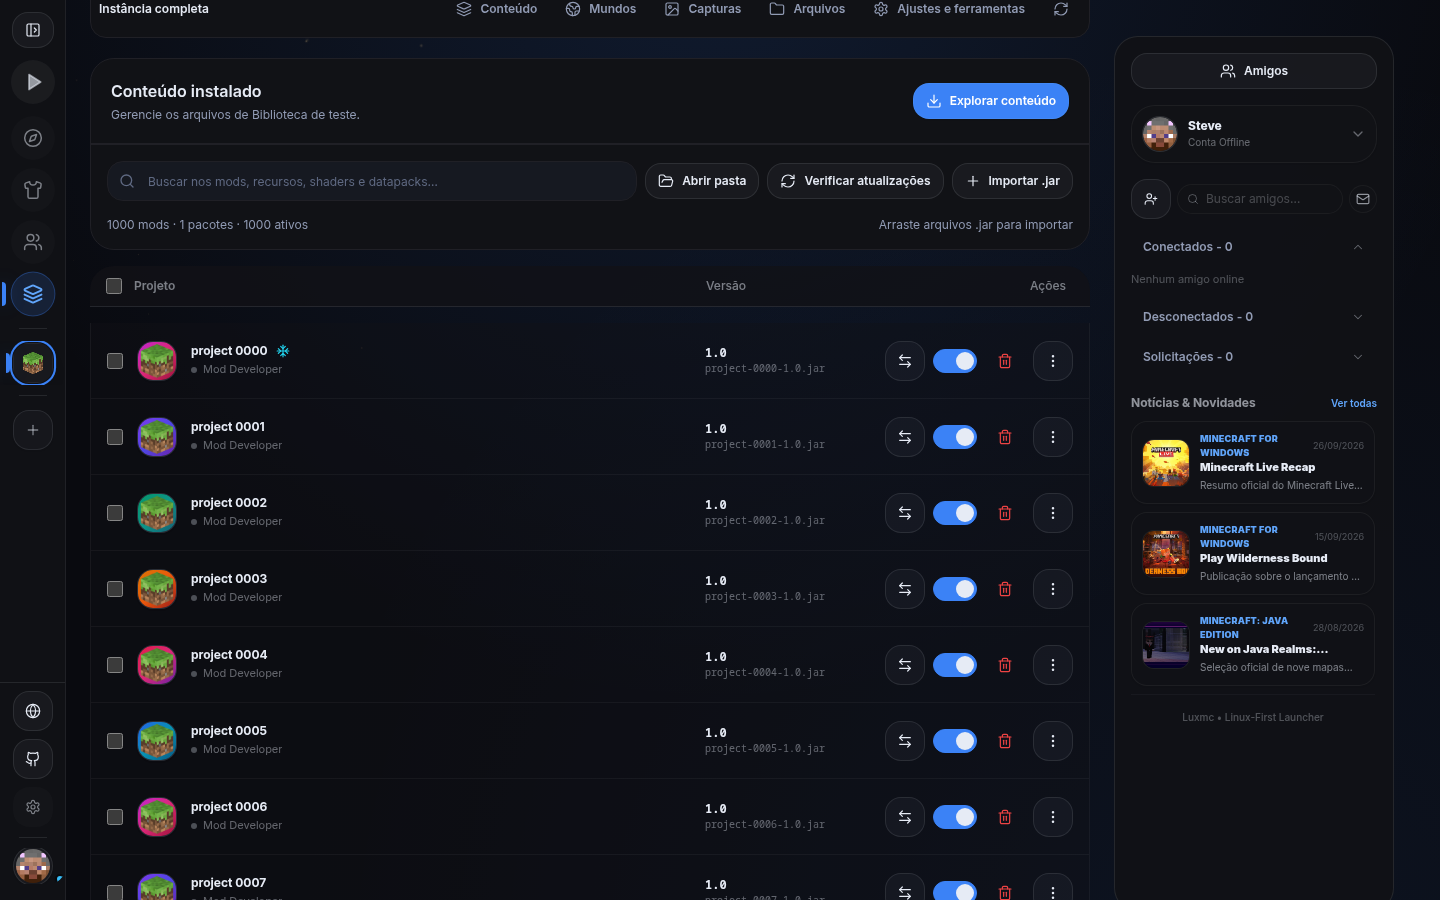 Instância completa
Conteúdo
Mundos
Capturas
Arquivos
Ajustes e ferramentas
Conteúdo instalado
Gerencie os arquivos de Biblioteca de teste.
Explorar conteúdo
Buscar nos mods, recursos, shaders e datapacks...
Abrir pasta
Verificar atualizações
Importar .jar
1000 mods · 1 pacotes · 1000 ativos
Arraste arquivos .jar para importar
Projeto
Versão
Ações
project 0000
Mod Developer
1.0
project-0000-1.0.jar
project 0001
Mod Developer
1.0
project-0001-1.0.jar
project 0002
Mod Developer
1.0
project-0002-1.0.jar
project 0003
Mod Developer
1.0
project-0003-1.0.jar
project 0004
Mod Developer
1.0
project-0004-1.0.jar
project 0005
Mod Developer
1.0
project-0005-1.0.jar
project 0006
Mod Developer
1.0
project-0006-1.0.jar
project 0007
1.0
Amigos
Steve
Conta Offline
Buscar amigos...
Conectados - 0
Nenhum amigo online
Desconectados - 0
Solicitações - 0
Notícias & Novidades
Ver todas
MINECRAFT FOR
WINDOWS
26/09/2026
Minecraft Live Recap
Resumo oficial do Minecraft Live...
MINECRAFT FOR
WINDOWS
15/09/2026
Play Wilderness Bound
Publicação sobre o lançamento ...
MINECRAFT: JAVA
EDITION
28/08/2026
New on Java Realms:...
Seleção oficial de nove mapas...
Luxmc • Linux-First Launcher